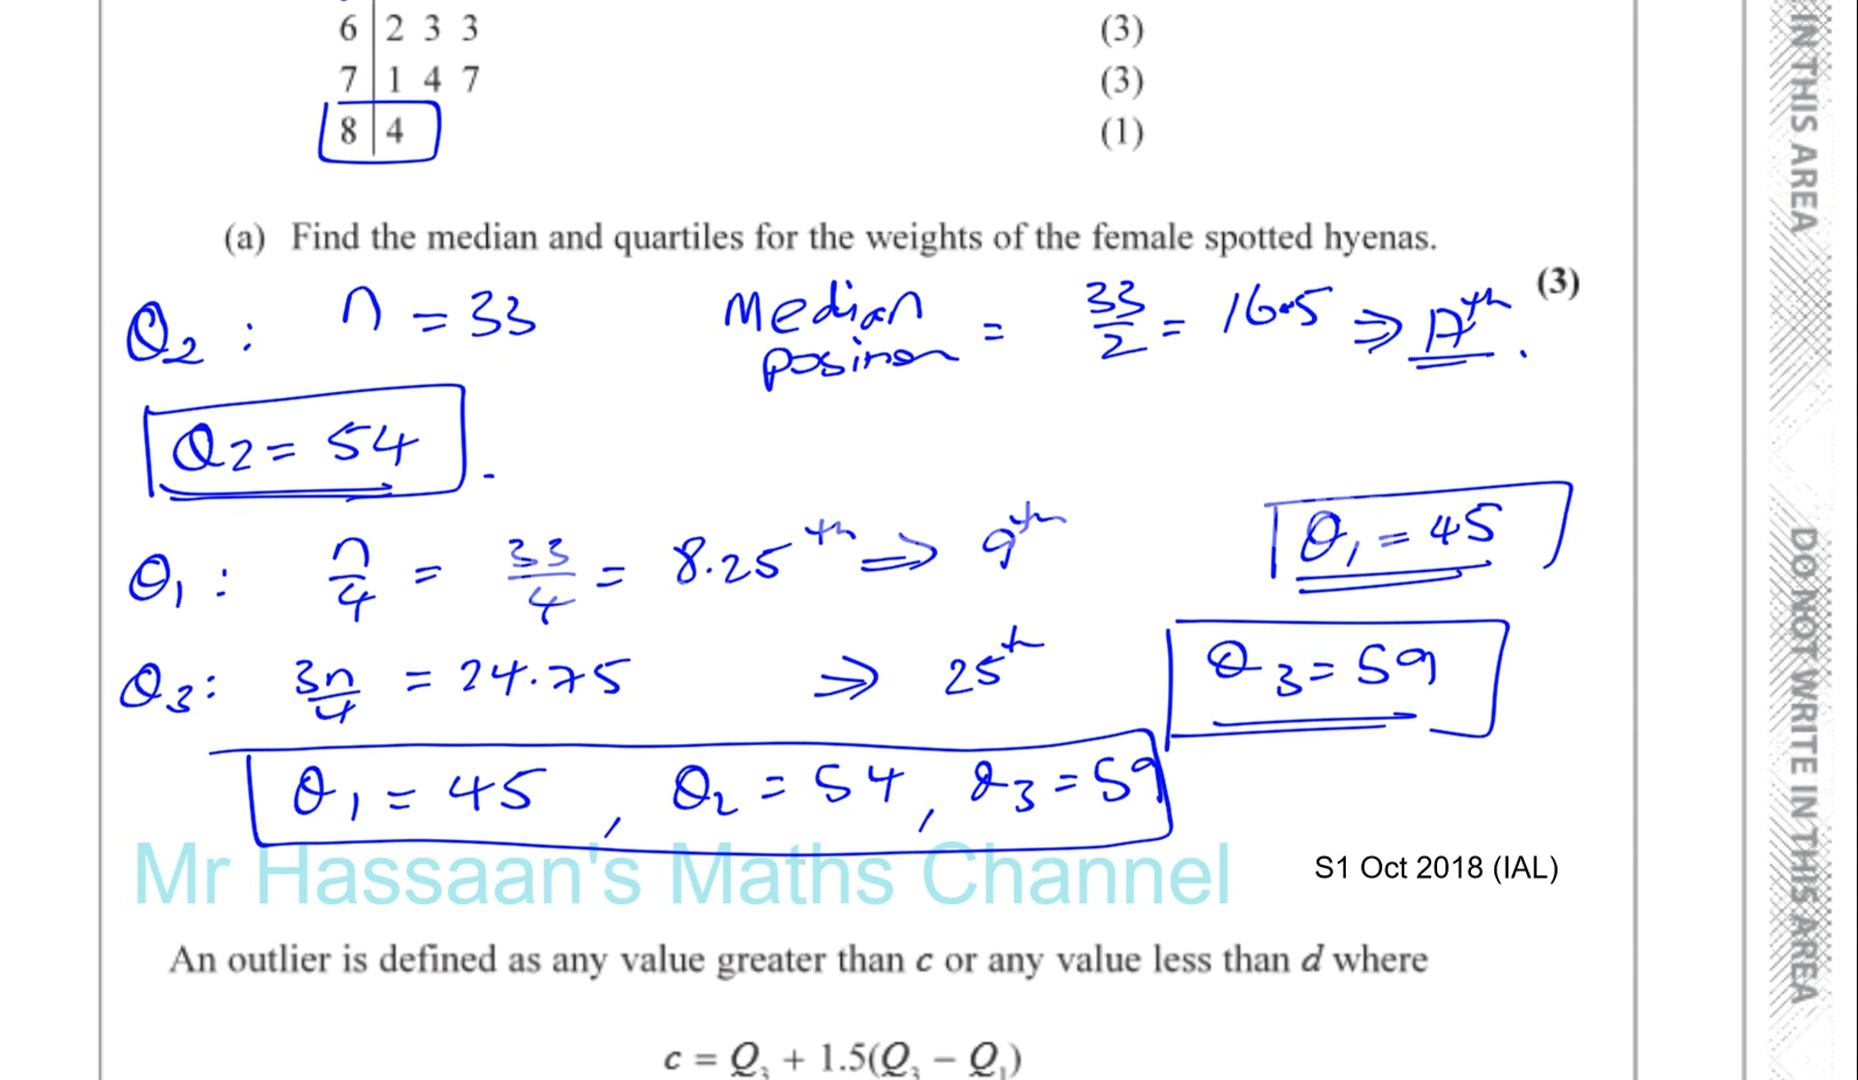 6 | 2 3 3 (3)
7 | 1 4 7 (3)
8 | 4 (1)
(a) Find the median and quartiles for the weights of the female spotted hyenas.
(3)
Q2 : n = 33 Median position = 33/2 = 16.5 ⇒ 17th.
Q2 = 54.
Q1 : n/4 = 33/4 = 8.25th ⇒ 9th Q1 = 45
Q3 : 3n/4 = 24.75 ⇒ 25th Q3 = 59
Q1 = 45, Q2 = 54, Q3 = 59
Mr Hassaan's Maths Channel
S1 Oct 2018 (IAL)
An outlier is defined as any value greater than c or any value less than d where
c = Q3 + 1.5(Q3 − Q1)
IN THIS AREA
DO NOT WRITE IN THIS AREA